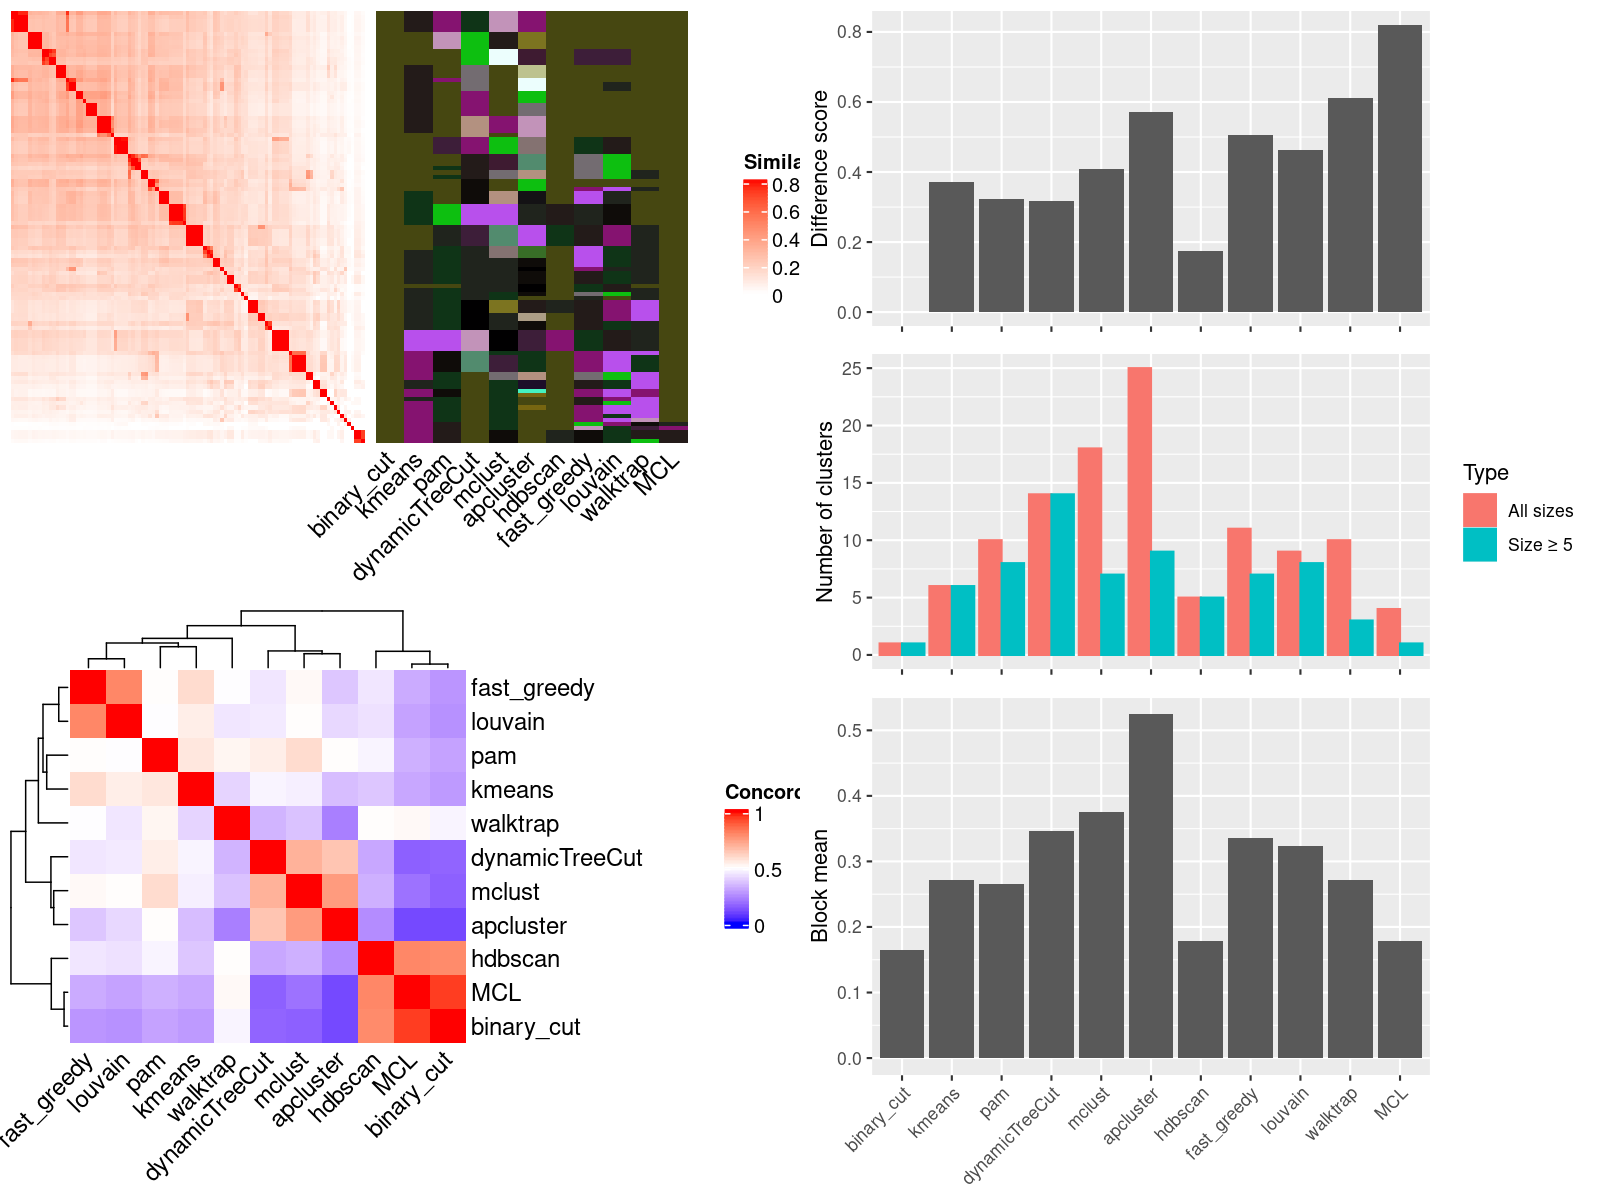 Simila
0.8
0.6
0.4
0.2
0
binary_cut
kmeans
pam
dynamicTreeCut
mclust
apcluster
hdbscan
fast_greedy
louvain
walktrap
MCL
fast_greedy
louvain
pam
kmeans
walktrap
dynamicTreeCut
mclust
apcluster
hdbscan
MCL
binary_cut
fast_greedy
louvain
pam
kmeans
walktrap
dynamicTreeCut
mclust
apcluster
hdbscan
MCL
binary_cut
Concord
1
0.5
0
Difference score
0.8
0.6
0.4
0.2
0.0
Number of clusters
25
20
15
10
5
0
Type
All sizes
Size ≥ 5
Block mean
0.5
0.4
0.3
0.2
0.1
0.0
binary_cut
kmeans
pam
dynamicTreeCut
mclust
apcluster
hdbscan
fast_greedy
louvain
walktrap
MCL